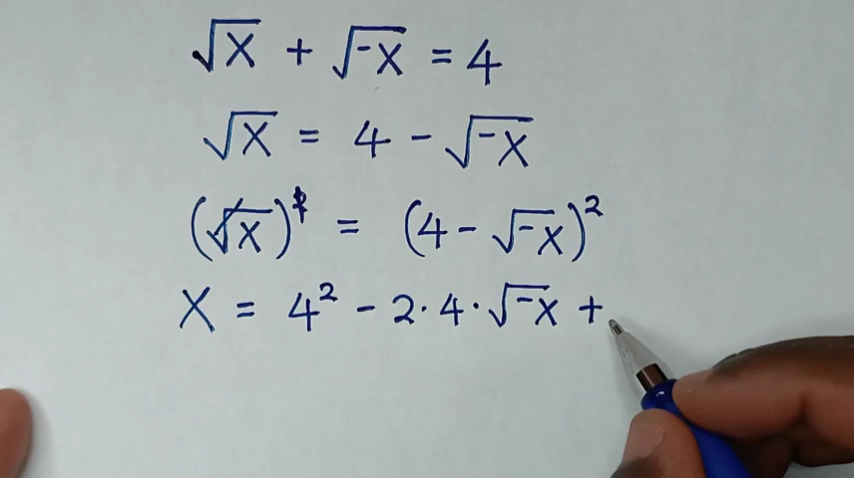 √x + √-x = 4
√x = 4 - √-x
(√x)² = (4 - √-x)²
x = 4² - 2·4·√-x +